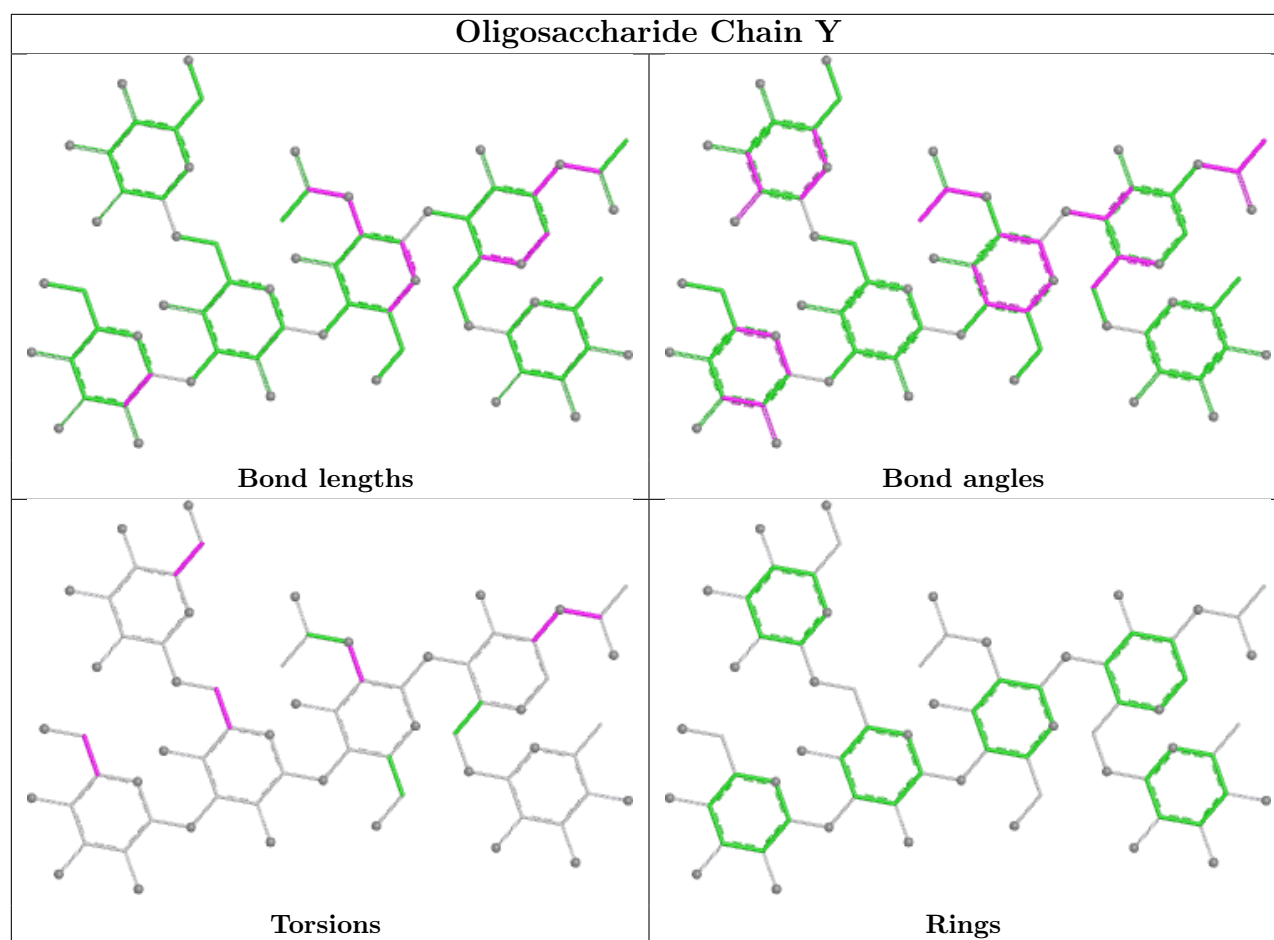 Oligosaccharide Chain Y
Bond lengths
Bond angles
Torsions
Rings